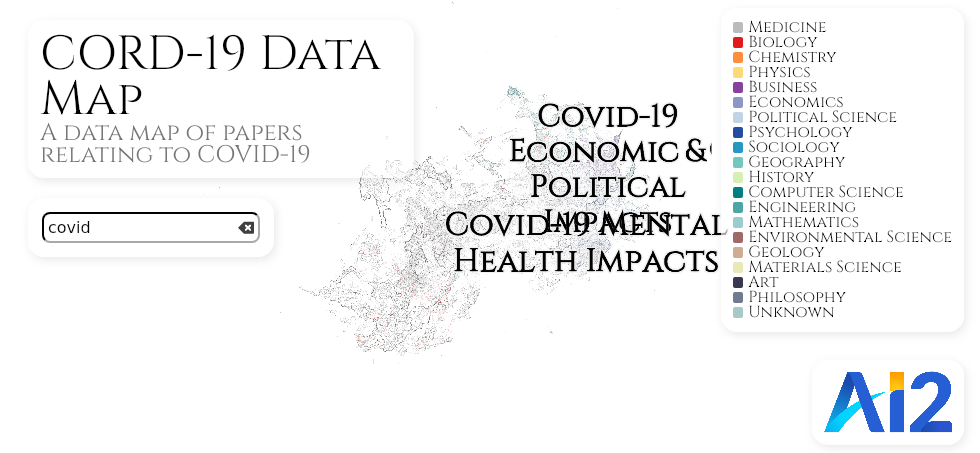 CORD-19 Data
Map
A data map of papers
relating to COVID-19
covid
Covid-19
Economic &
Political
Impacts
Covid-19 Mental
Health Impacts
Medicine
Biology
Chemistry
Physics
Business
Economics
Political Science
Psychology
Sociology
Geography
History
Computer Science
Engineering
Mathematics
Environmental Science
Geology
Materials Science
Art
Philosophy
Unknown
Ai2